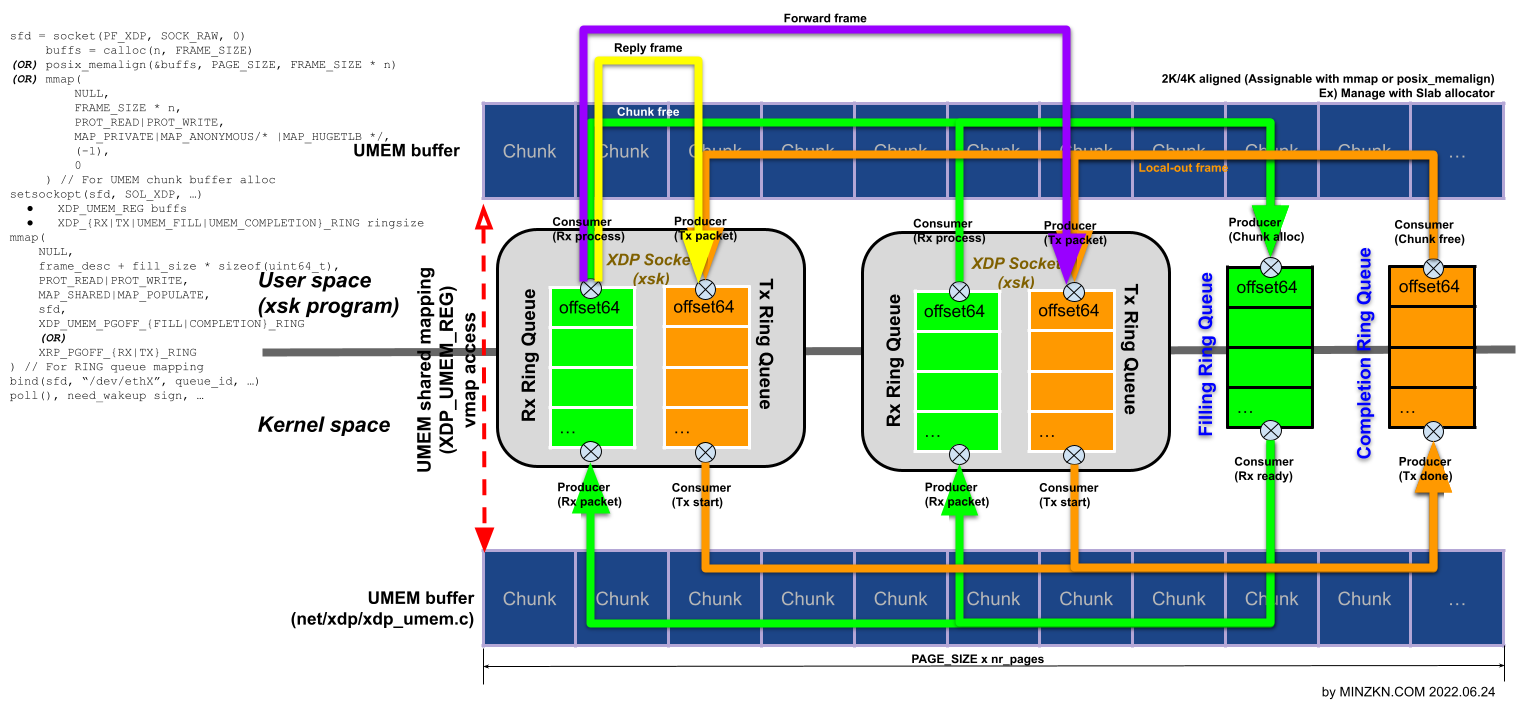 Forward frame
Reply frame
sfd = socket(PF_XDP, SOCK_RAW, 0)
buffs = calloc(n, FRAME_SIZE)
(OR) posix_memalign(&buffs, PAGE_SIZE, FRAME_SIZE * n)
(OR) mmap(
NULL,
FRAME_SIZE * n,
PROT_READ|PROT_WRITE,
MAP_PRIVATE|MAP_ANONYMOUS/* |MAP_HUGETLB */,
(-1),
0
) // For UMEM chunk buffer alloc
setsockopt(sfd, SOL_XDP, …)
● XDP_UMEM_REG buffs
● XDP_{RX|TX|UMEM_FILL|UMEM_COMPLETION}_RING ringsize
mmap(
NULL,
frame_desc + fill_size * sizeof(uint64_t),
PROT_READ|PROT_WRITE,
MAP_SHARED|MAP_POPULATE,
sfd,
XDP_UMEM_PGOFF_{FILL|COMPLETION}_RING
(OR)
XRP_PGOFF_{RX|TX}_RING
) // For RING queue mapping
bind(sfd, “/dev/ethX”, queue_id, …)
poll(), need_wakeup sign, …
2K/4K aligned (Assignable with mmap or posix_memalign)
Ex) Manage with Slab allocator
Chunk free
UMEM buffer
Chunk Chunk Chunk Chunk Chunk Chunk Chunk Chunk Chunk Chunk …
Local-out frame
User space
(xsk program)
Kernel space
UMEM shared mapping
(XDP_UMEM_REG)
vmap access
Consumer
(Rx process)
Producer
(Tx packet)
XDP Socket
(xsk)
Rx Ring Queue
offset64
…
offset64
Tx Ring Queue
Producer
(Rx packet)
Consumer
(Tx start)
Consumer
(Rx process)
Producer
(Tx packet)
XDP Socket
(xsk)
Rx Ring Queue
offset64
…
offset64
Tx Ring Queue
Producer
(Rx packet)
Consumer
(Tx start)
Producer
(Chunk alloc)
Filling Ring Queue
offset64
…
Consumer
(Rx ready)
Consumer
(Chunk free)
Completion Ring Queue
offset64
…
Producer
(Tx done)
UMEM buffer
(net/xdp/xdp_umem.c)
Chunk Chunk Chunk Chunk Chunk Chunk Chunk Chunk Chunk Chunk …
PAGE_SIZE x nr_pages
by MINZKN.COM 2022.06.24